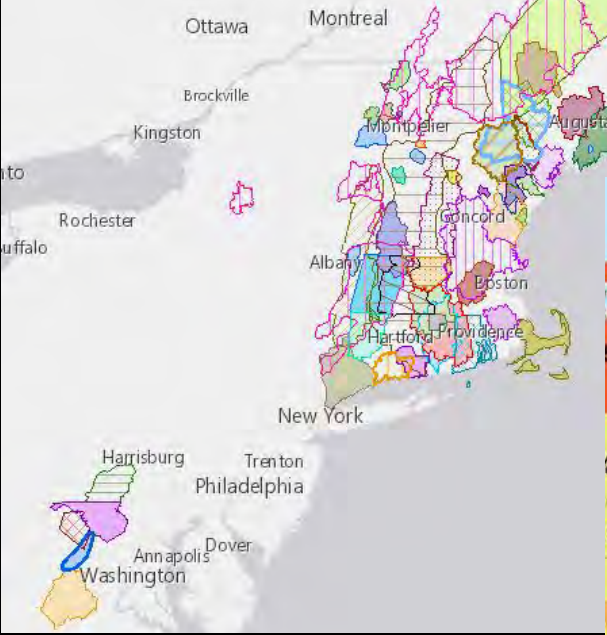 Montreal
Ottawa
Brockville
Montpelier
Augusta
Kingston
nto
Rochester
Concord
uffalo
Albany
Boston
Hartford
Providence
New York
Harrisburg
Trenton
Philadelphia
Dover
Annapolis
Washington